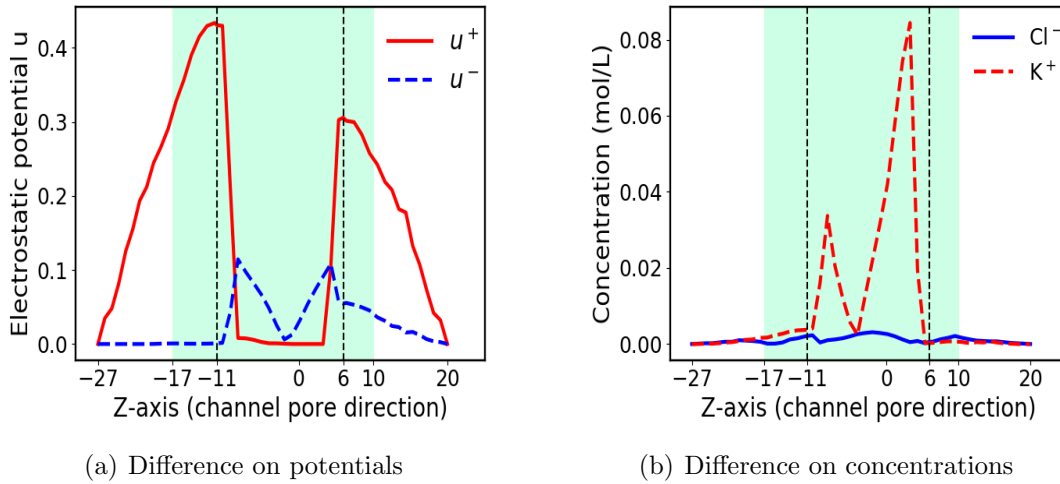 Electrostatic potential u
0.4
0.3
0.2
0.1
0.0
u⁺
u⁻
−27 −17 −11 0 6 10 20
Z-axis (channel pore direction)
(a) Difference on potentials
Concentration (mol/L)
0.08
0.06
0.04
0.02
0.00
Cl⁻
K⁺
−27 −17 −11 0 6 10 20
Z-axis (channel pore direction)
(b) Difference on concentrations